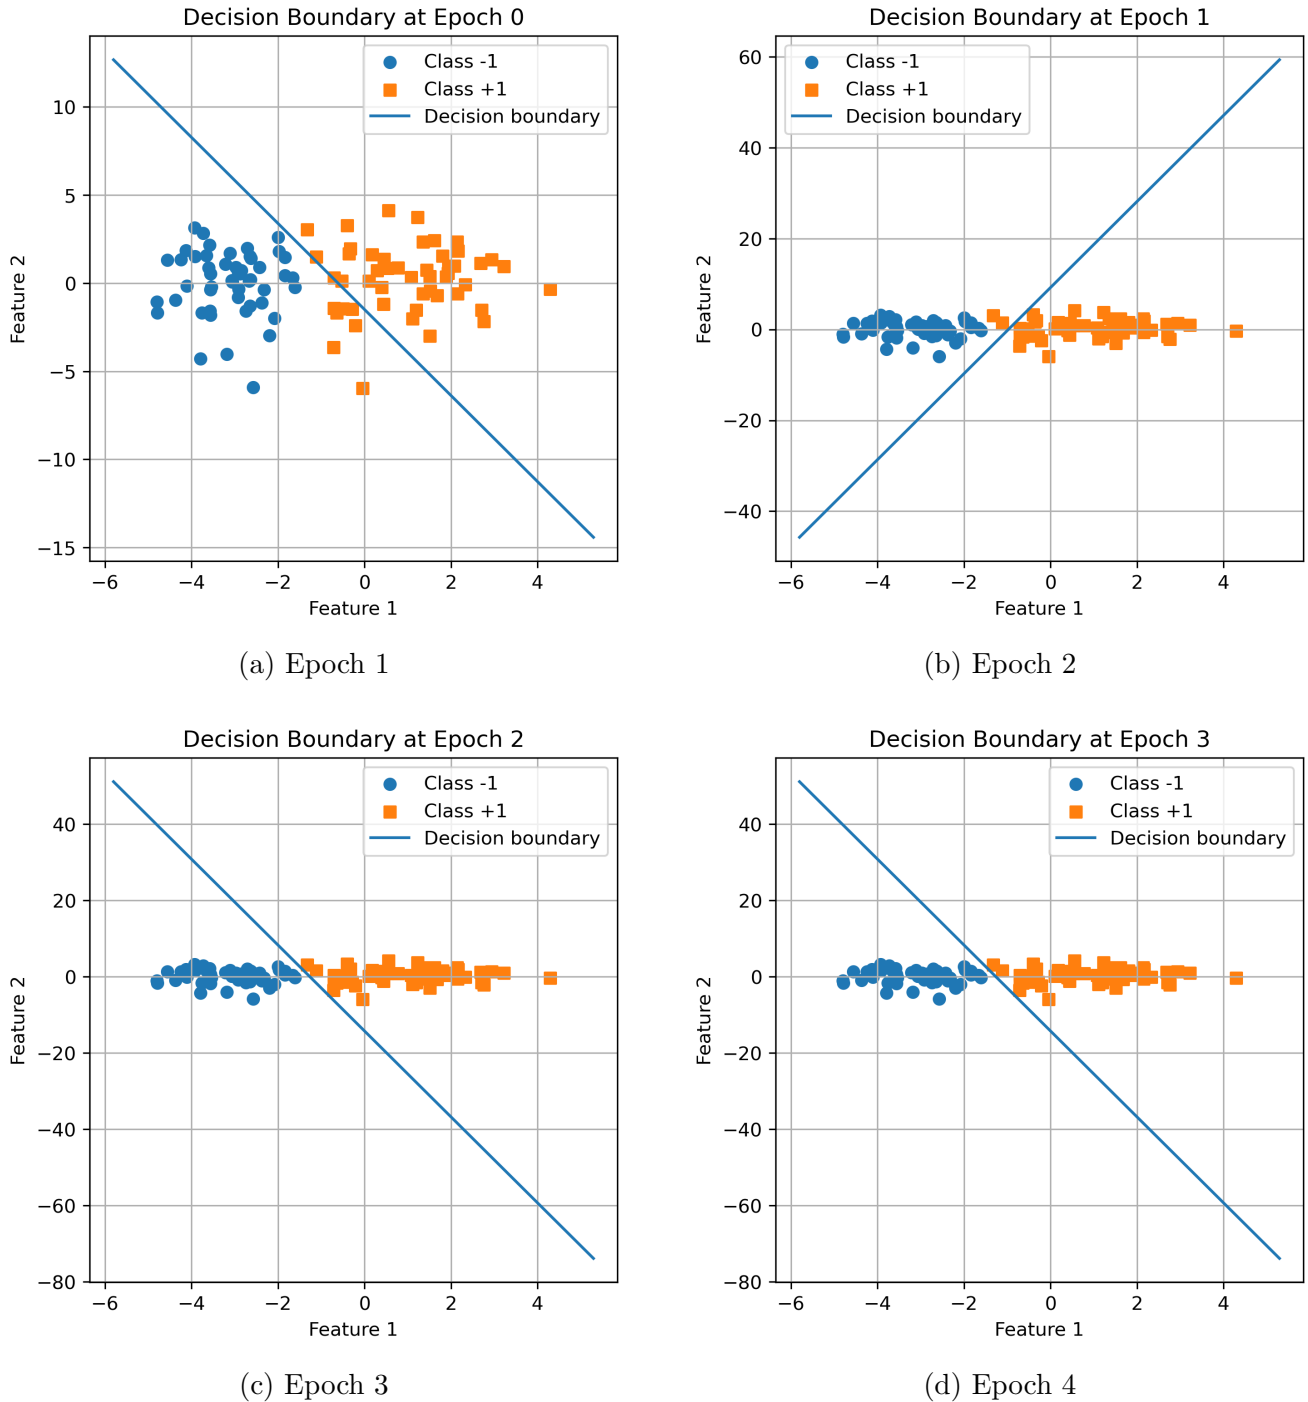 Decision Boundary at Epoch 0
Class -1
Class +1
Decision boundary
10
5
0
−5
−10
−15
Feature 2
−6 −4 −2 0 2 4
Feature 1
(a) Epoch 1
Decision Boundary at Epoch 1
Class -1
Class +1
Decision boundary
60
40
20
0
−20
−40
Feature 2
−6 −4 −2 0 2 4
Feature 1
(b) Epoch 2
Decision Boundary at Epoch 2
Class -1
Class +1
Decision boundary
40
20
0
−20
−40
−60
−80
Feature 2
−6 −4 −2 0 2 4
Feature 1
(c) Epoch 3
Decision Boundary at Epoch 3
Class -1
Class +1
Decision boundary
40
20
0
−20
−40
−60
−80
Feature 2
−6 −4 −2 0 2 4
Feature 1
(d) Epoch 4